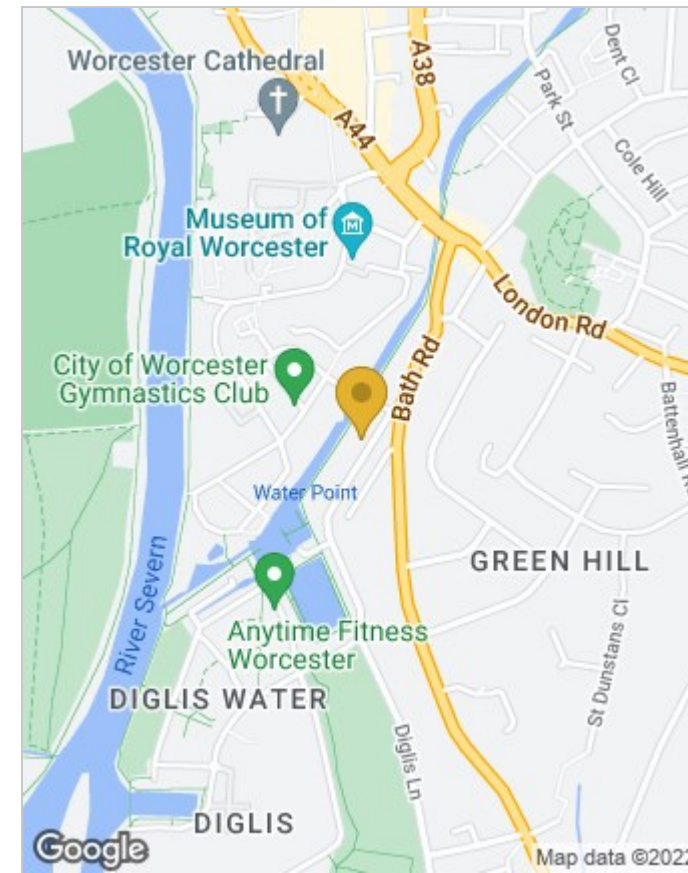 Worcester Cathedral
A38
A44
Dent Cl
Park St
Cole Hill
Museum of
Royal Worcester
London Rd
City of Worcester
Gymnastics Club
Bath Rd
Battenhall R
Water Point
GREEN HILL
River Severn
Anytime Fitness
Worcester
St Dunstans Cl
DIGLIS WATER
Diglis Ln
DIGLIS
Google
Map data ©2022